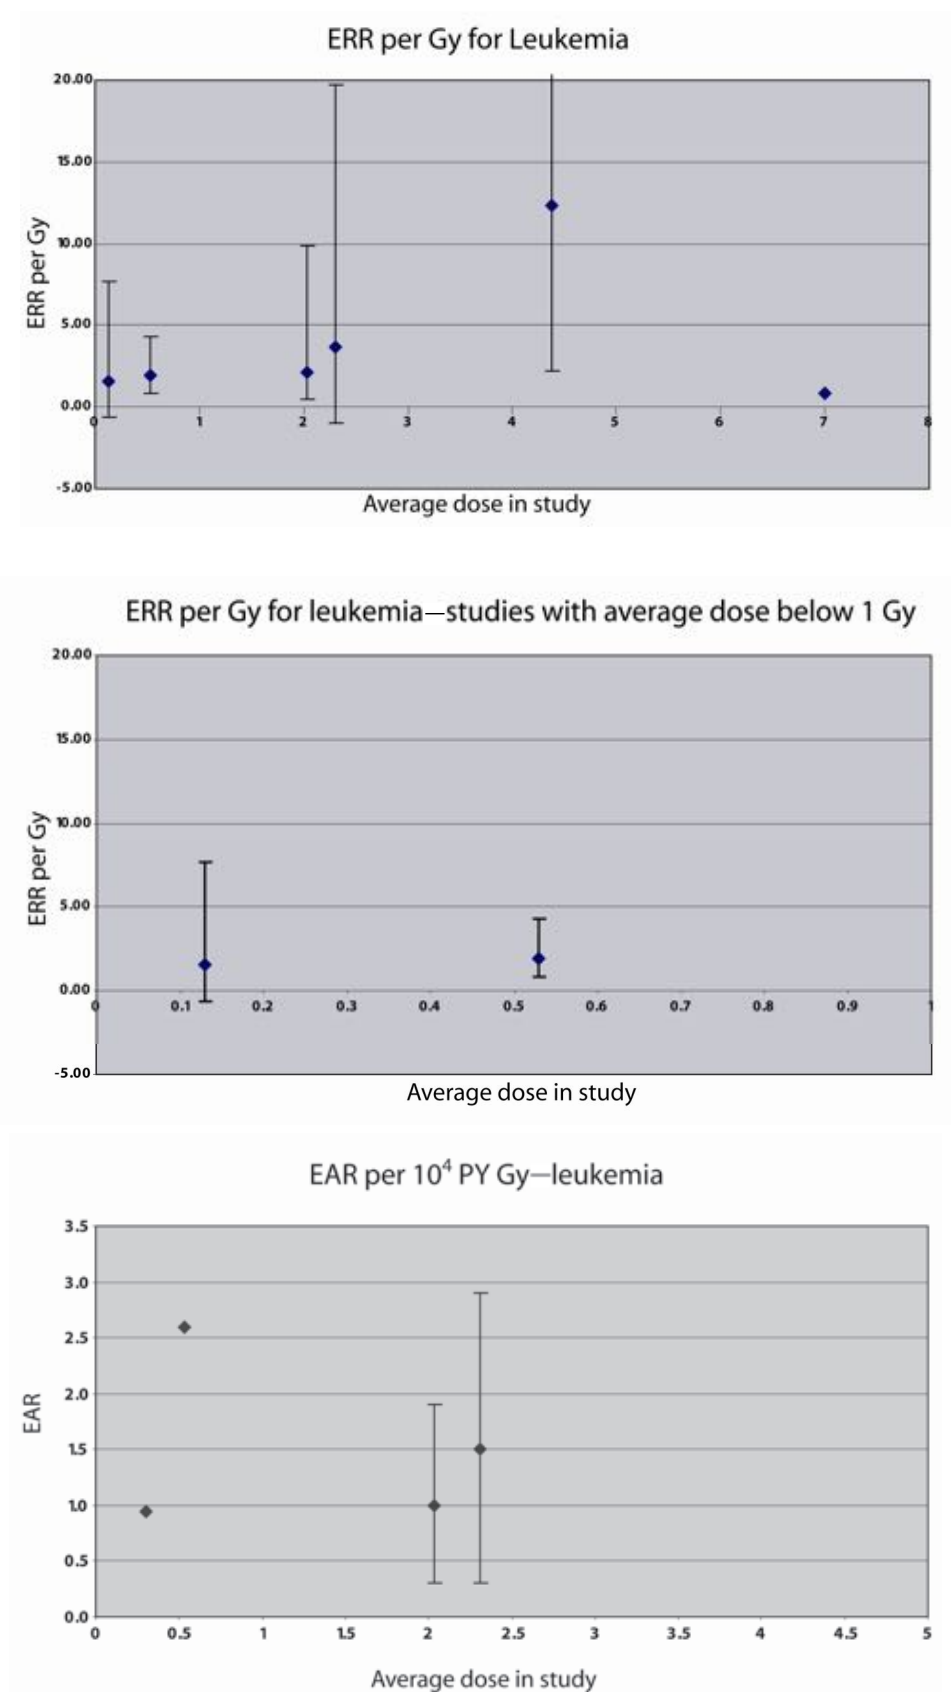 ERR per Gy for Leukemia
20.00
15.00
10.00
5.00
0.00
-5.00
ERR per Gy
0 1 2 3 4 5 6 7 8
Average dose in study
ERR per Gy for leukemia—studies with average dose below 1 Gy
20.00
15.00
10.00
5.00
0.00
-5.00
ERR per Gy
0 0.1 0.2 0.3 0.4 0.5 0.6 0.7 0.8 0.9 1
Average dose in study
EAR per 10⁴ PY Gy—leukemia
3.5
3.0
2.5
2.0
1.5
1.0
0.5
0.0
EAR
0 0.5 1 1.5 2 2.5 3 3.5 4 4.5 5
Average dose in study